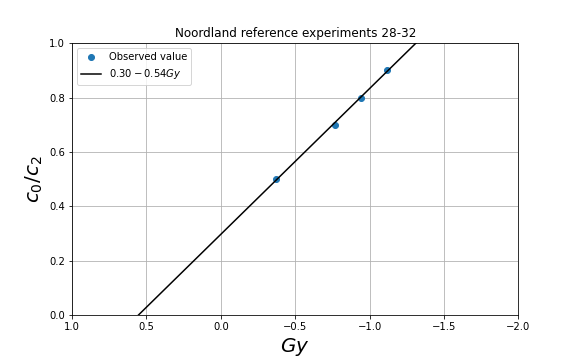 Noordland reference experiments 28-32
Observed value
0.30 − 0.54Gy
1.0
0.8
0.6
0.4
0.2
0.0
c₀/c₂
1.0 0.5 0.0 −0.5 −1.0 −1.5 −2.0
Gy